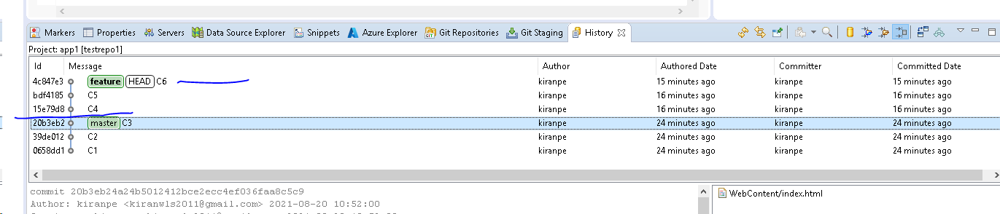 Markers Properties Servers Data Source Explorer Snippets Azure Explorer Git Repositories Git Staging History
Project: app1 [testrepo1]
Id Message Author Authored Date Committer Committed Date
4c847e3 feature HEAD C6 kiranpe 15 minutes ago kiranpe 15 minutes ago
bdf4185 C5 kiranpe 16 minutes ago kiranpe 16 minutes ago
15e79d8 C4 kiranpe 16 minutes ago kiranpe 16 minutes ago
20b3eb2 master C3 kiranpe 24 minutes ago kiranpe 24 minutes ago
39de012 C2 kiranpe 24 minutes ago kiranpe 24 minutes ago
0658dd1 C1 kiranpe 24 minutes ago kiranpe 24 minutes ago
commit 20b3eb24a24b5012412bce2ecc4ef036faa8c5c9
WebContent/index.html
Author: kiranpe <kiranwls2011@gmail.com> 2021-08-20 10:52:00